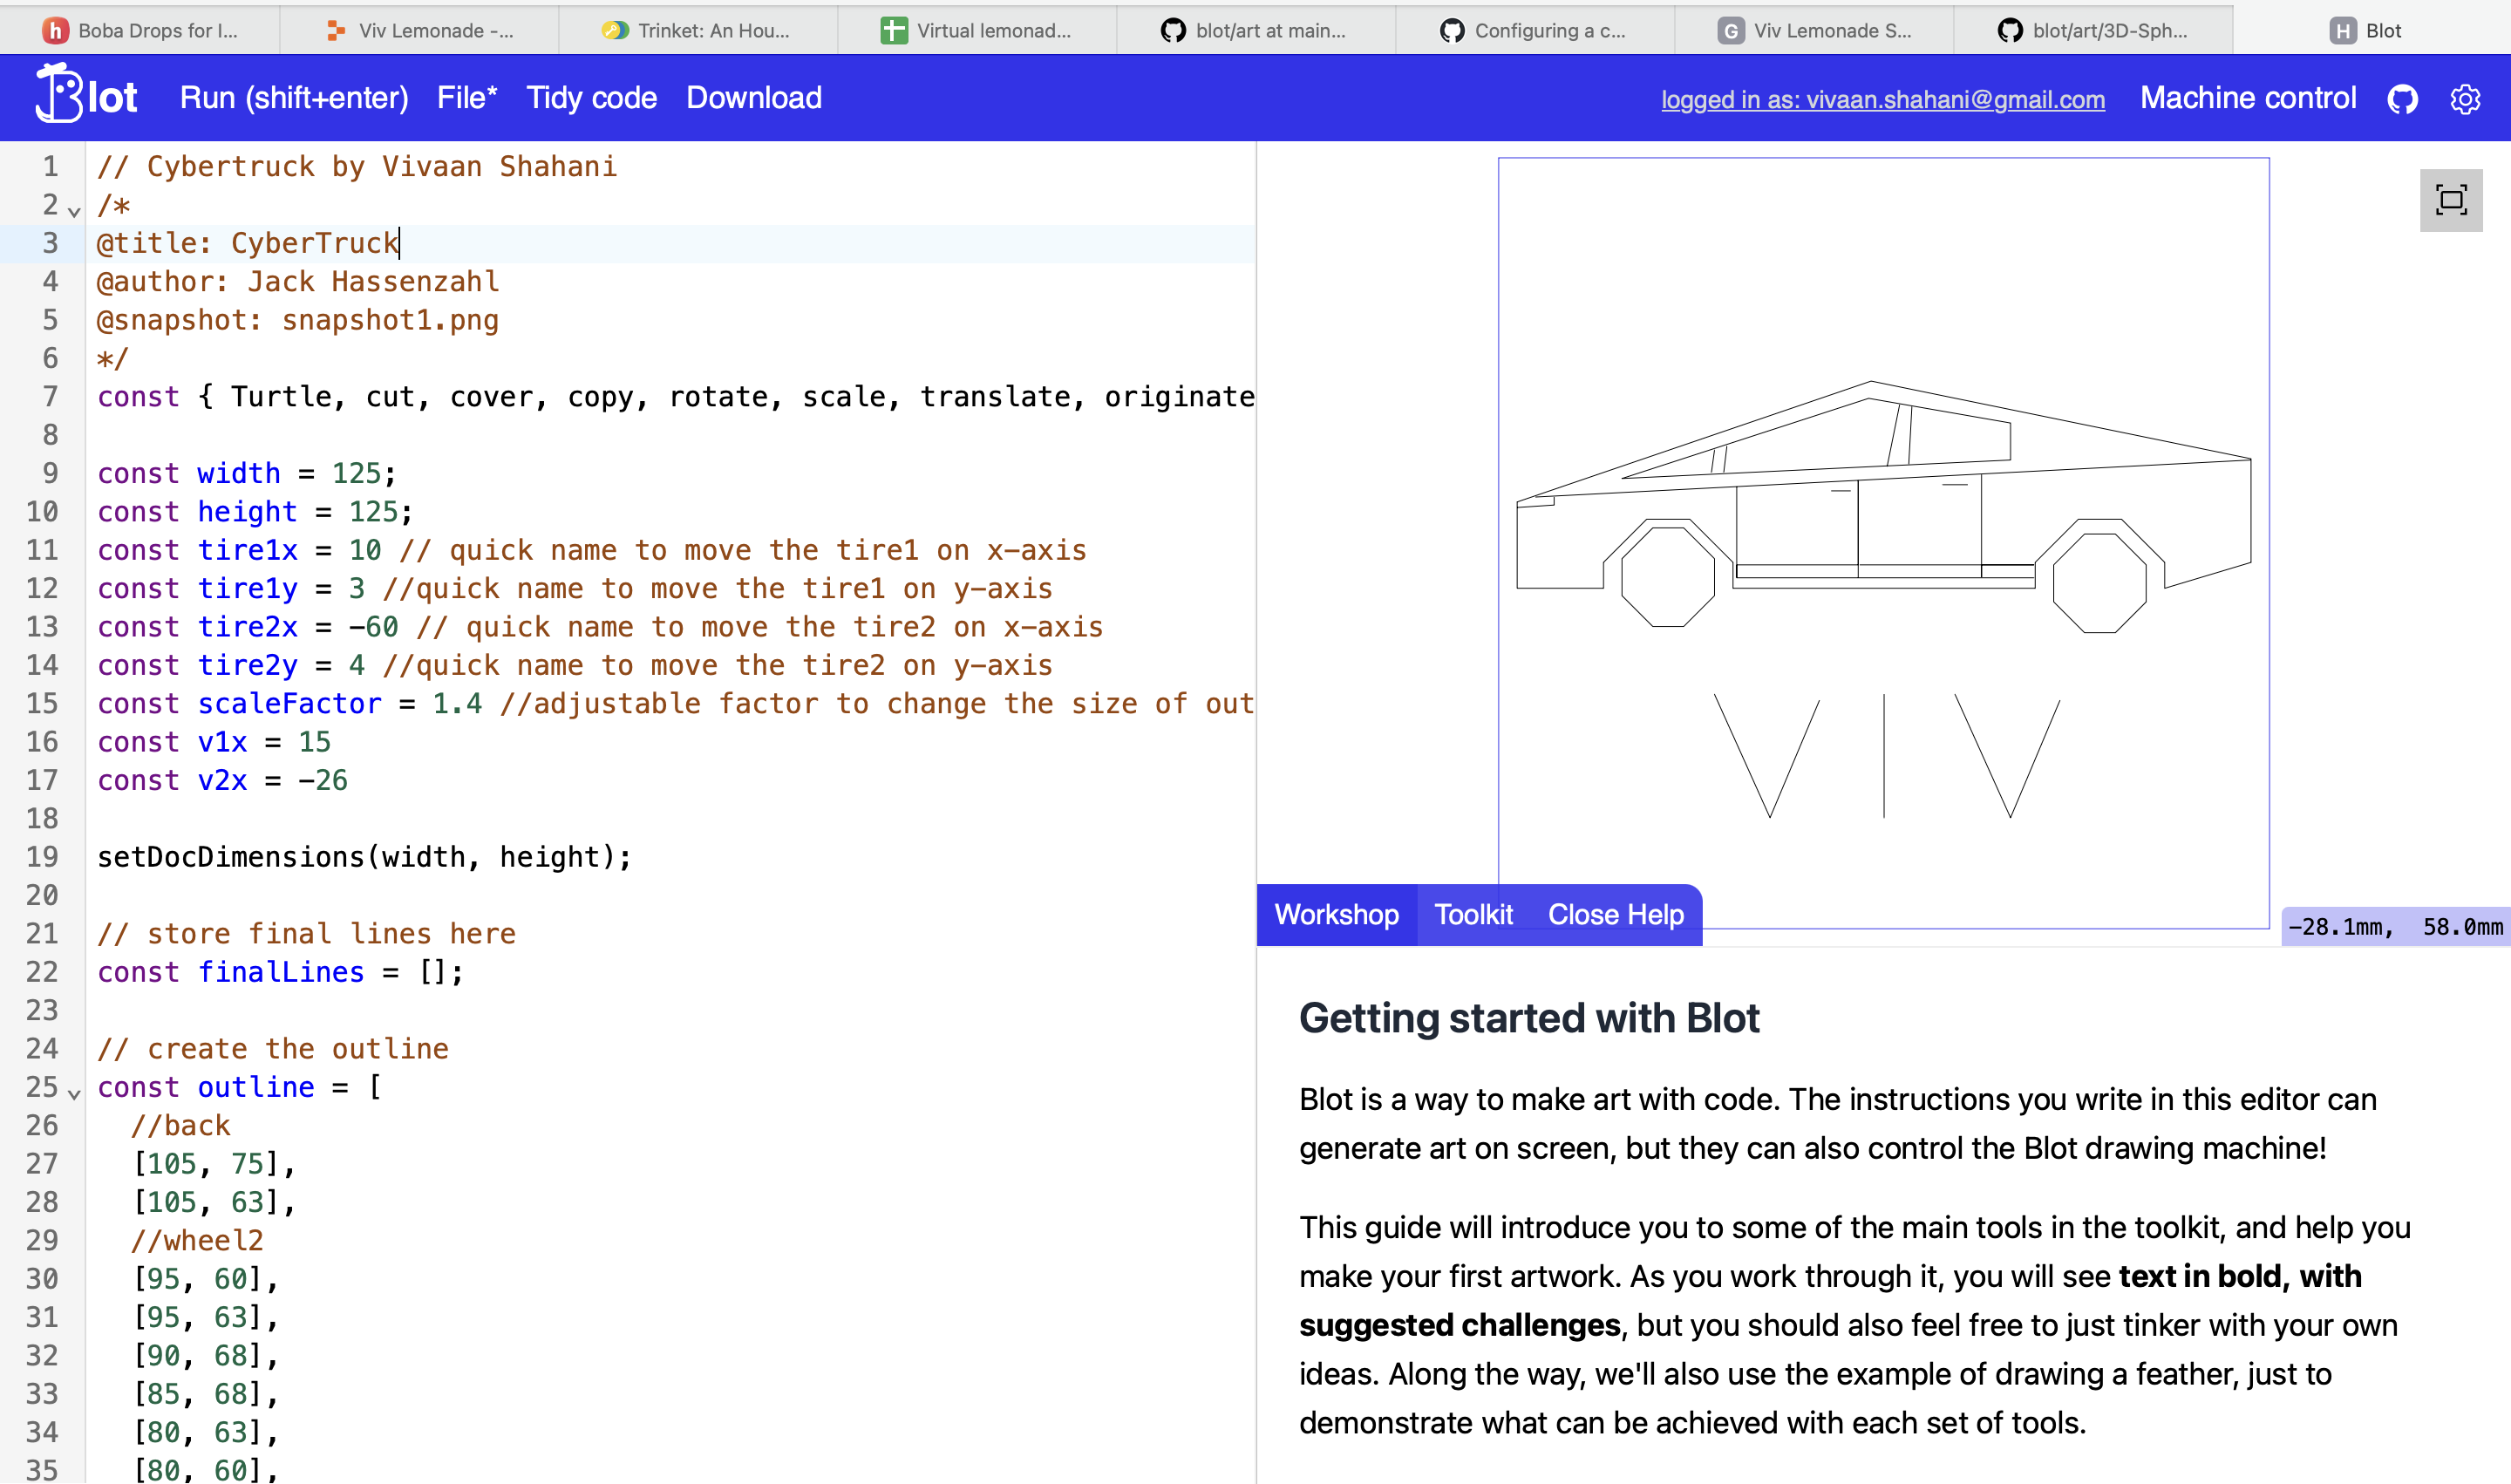 Boba Drops for I...
Viv Lemonade -...
Trinket: An Hou...
Virtual lemonad...
blot/art at main...
Configuring a c...
G Viv Lemonade S...
blot/art/3D-Sph...
H Blot
Blot Run (shift+enter) File* Tidy code Download logged in as: vivaan.shahani@gmail.com Machine control
1 // Cybertruck by Vivaan Shahani
2 /*
3 @title: CyberTruck
4 @author: Jack Hassenzahl
5 @snapshot: snapshot1.png
6 */
7 const { Turtle, cut, cover, copy, rotate, scale, translate, originate
8
9 const width = 125;
10 const height = 125;
11 const tire1x = 10 // quick name to move the tire1 on x-axis
12 const tire1y = 3 //quick name to move the tire1 on y-axis
13 const tire2x = -60 // quick name to move the tire2 on x-axis
14 const tire2y = 4 //quick name to move the tire2 on y-axis
15 const scaleFactor = 1.4 //adjustable factor to change the size of out
16 const v1x = 15
17 const v2x = -26
18
19 setDocDimensions(width, height);
20
21 // store final lines here
22 const finalLines = [];
23
24 // create the outline
25 const outline = [
26 //back
27 [105, 75],
28 [105, 63],
29 //wheel2
30 [95, 60],
31 [95, 63],
32 [90, 68],
33 [85, 68],
34 [80, 63],
35 [80, 60],
VIV
Workshop Toolkit Close Help
-28.1mm, 58.0mm
Getting started with Blot
Blot is a way to make art with code. The instructions you write in this editor can
generate art on screen, but they can also control the Blot drawing machine!
This guide will introduce you to some of the main tools in the toolkit, and help you
make your first artwork. As you work through it, you will see text in bold, with
suggested challenges, but you should also feel free to just tinker with your own
ideas. Along the way, we'll also use the example of drawing a feather, just to
demonstrate what can be achieved with each set of tools.